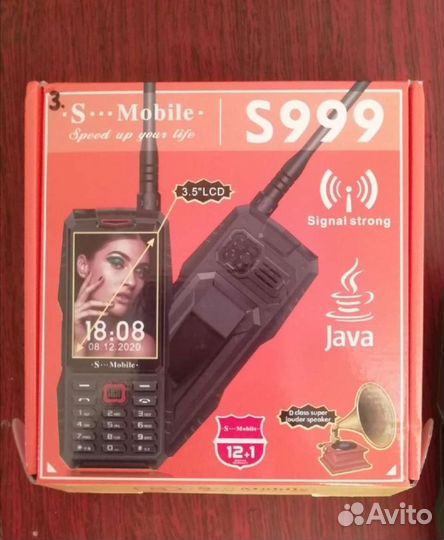 3.
·S···Mobile·
Speed up your life
S999
3.5"LCD
Signal strong
18:08
08.12.2020
·S···Mobile·
Java
D class super
louder speaker
·S···Mobile·
12+1
Avito